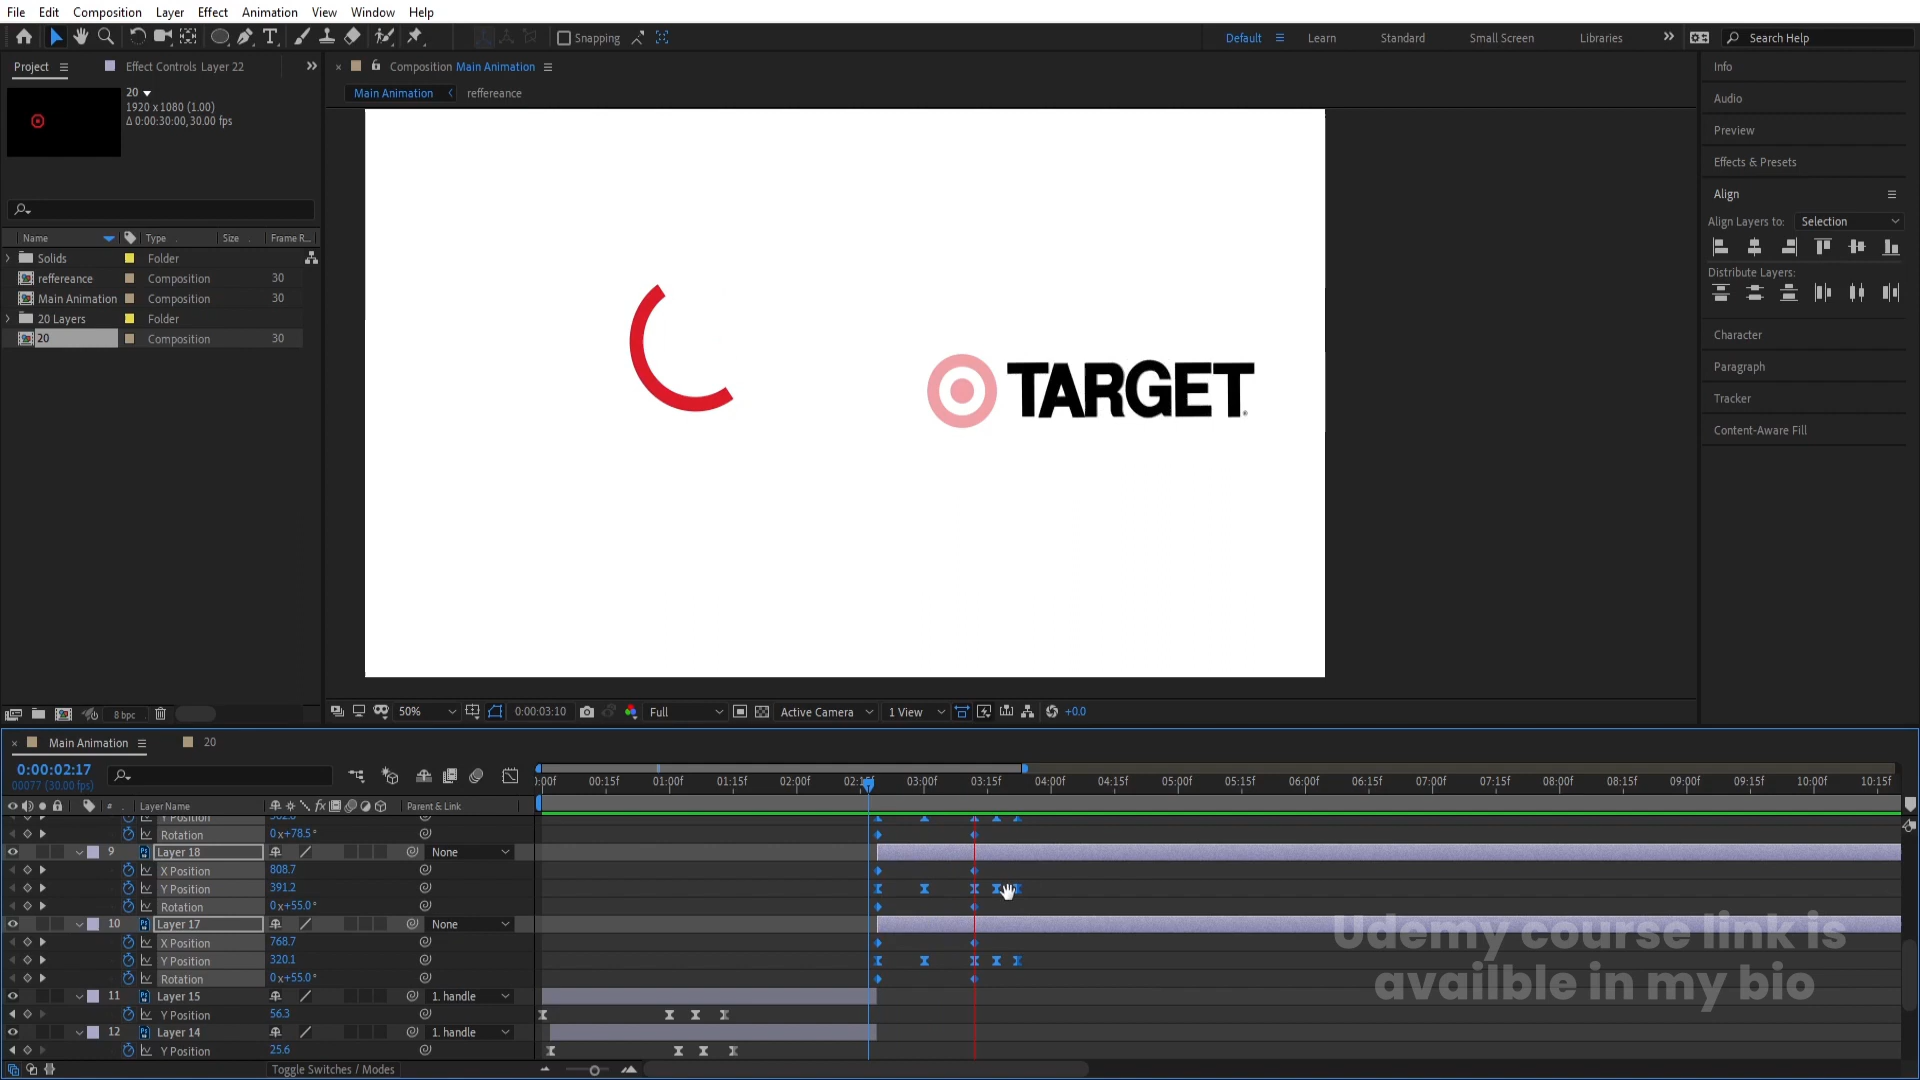 File Edit Composition Layer Effect Animation View Window Help
Snapping
Default Learn Standard Small Screen Libraries Search Help
Project Effect Controls Layer 22
Composition Main Animation
Main Animation reffereance
20
1920 x 1080 (1.00)
Δ 0:00:30:00, 30.00 fps
Name Type Size Frame R...
Solids Folder
reffereance Composition 30
Main Animation Composition 30
20 Layers Folder
20 Composition 30
8 bpc
TARGET
Info
Audio
Preview
Effects & Presets
Align
Align Layers to: Selection
Distribute Layers:
Character
Paragraph
Tracker
Content-Aware Fill
50% 0:00:03:10 Full Active Camera 1 View +0.0
Main Animation 20
0:00:02:17
00077 (30.00 fps)
):00f 00:15f 01:00f 01:15f 02:00f 02:15f 03:00f 03:15f 04:00f 04:15f 05:00f 05:15f 06:00f 06:15f 07:00f 07:15f 08:00f 08:15f 09:00f 09:15f 10:00f 10:15f
# Layer Name Parent & Link
Y Position
Rotation 0x+78.5°
9 Layer 18 None
X Position 808.7
Y Position 391.2
Rotation 0x+55.0°
10 Layer 17 None
X Position 768.7
Y Position 320.1
Rotation 0x+55.0°
11 Layer 15 1. handle
Y Position 56.3
12 Layer 14 1. handle
Y Position 25.6
Toggle Switches / Modes
Udemy course link is
availble in my bio